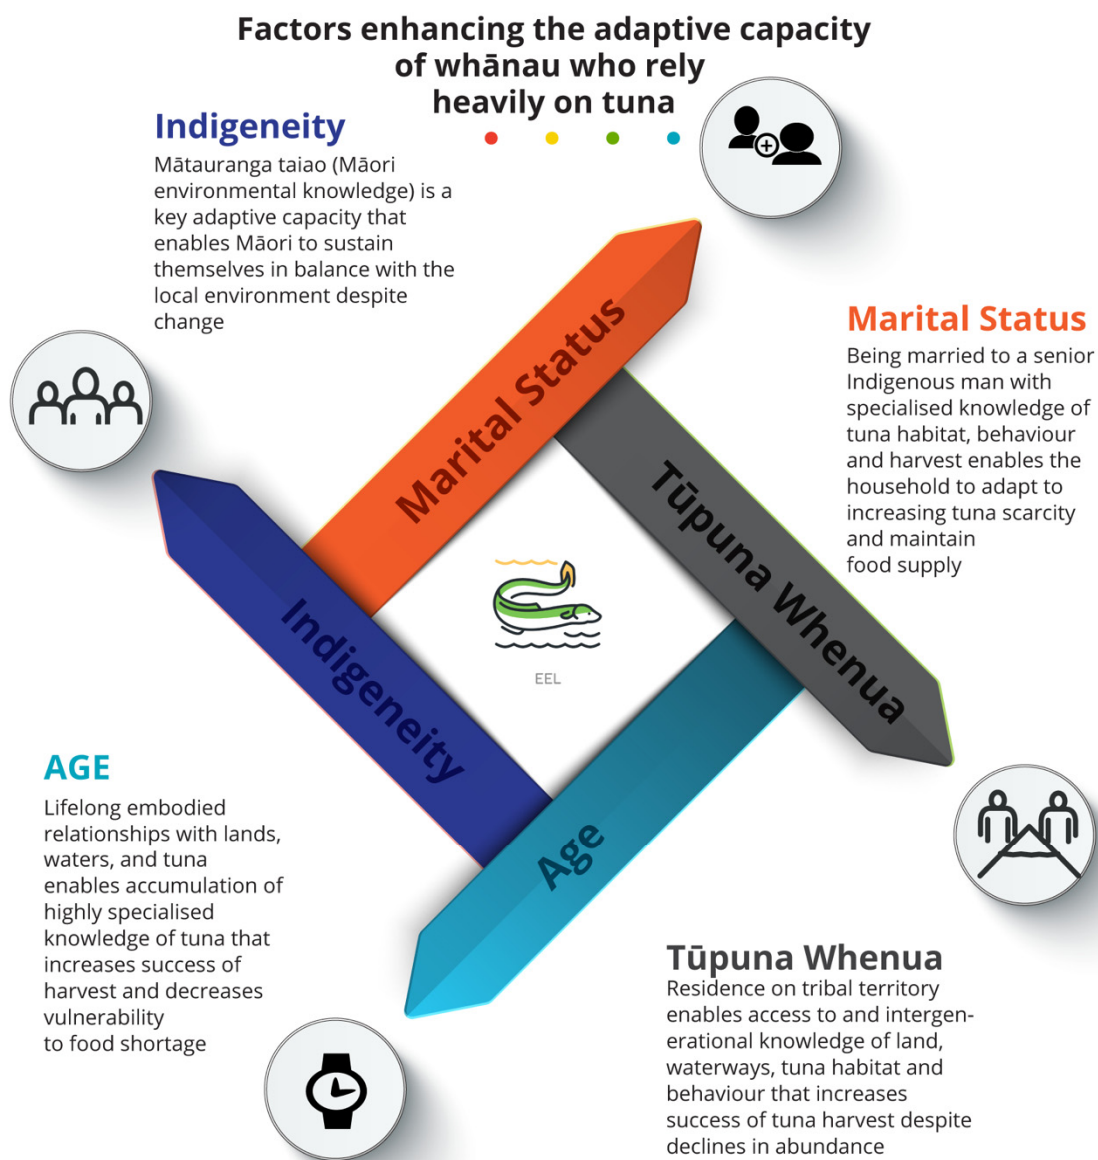 Factors enhancing the adaptive capacity
of whānau who rely
heavily on tuna
Indigeneity
Mātauranga taiao (Māori
environmental knowledge) is a
key adaptive capacity that
enables Māori to sustain
themselves in balance with the
local environment despite
change
Marital Status
Being married to a senior
Indigenous man with
specialised knowledge of
tuna habitat, behaviour
and harvest enables the
household to adapt to
increasing tuna scarcity
and maintain
food supply
Marital Status
Tūpuna Whenua
Indigeneity
Age
EEL
AGE
Lifelong embodied
relationships with lands,
waters, and tuna
enables accumulation of
highly specialised
knowledge of tuna that
increases success of
harvest and decreases
vulnerability
to food shortage
Tūpuna Whenua
Residence on tribal territory
enables access to and intergen-
erational knowledge of land,
waterways, tuna habitat and
behaviour that increases
success of tuna harvest despite
declines in abundance